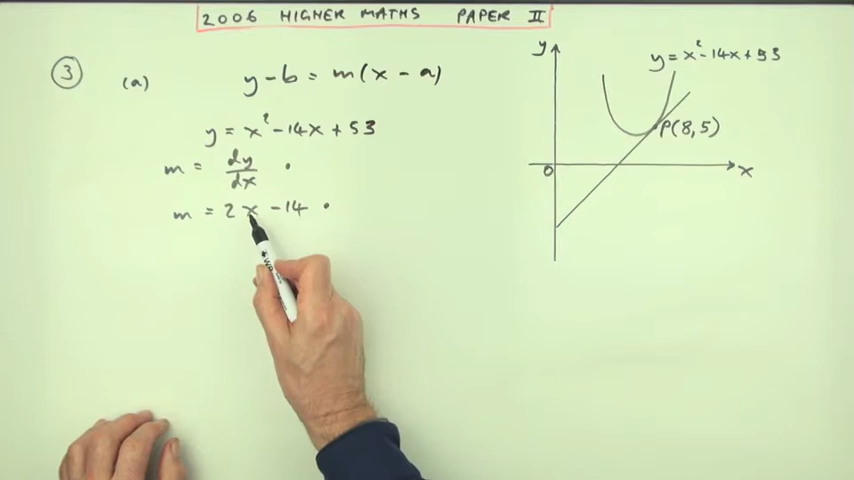 2006 HIGHER MATHS PAPER II
3 (a) y-b = m(x-a)
y = x²-14x+53
m = dy/dx .
m = 2x-14 .
y
y = x²-14x+53
P(8,5)
0
x